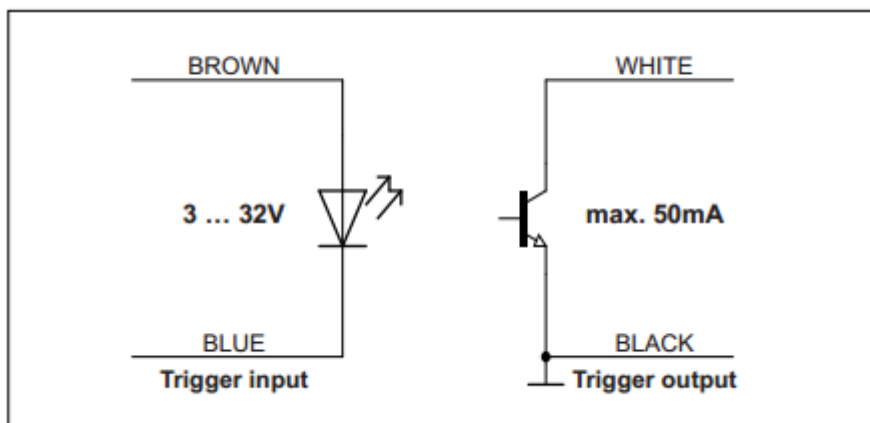 BROWN
WHITE
3 ... 32V
max. 50mA
BLUE
BLACK
Trigger input
Trigger output